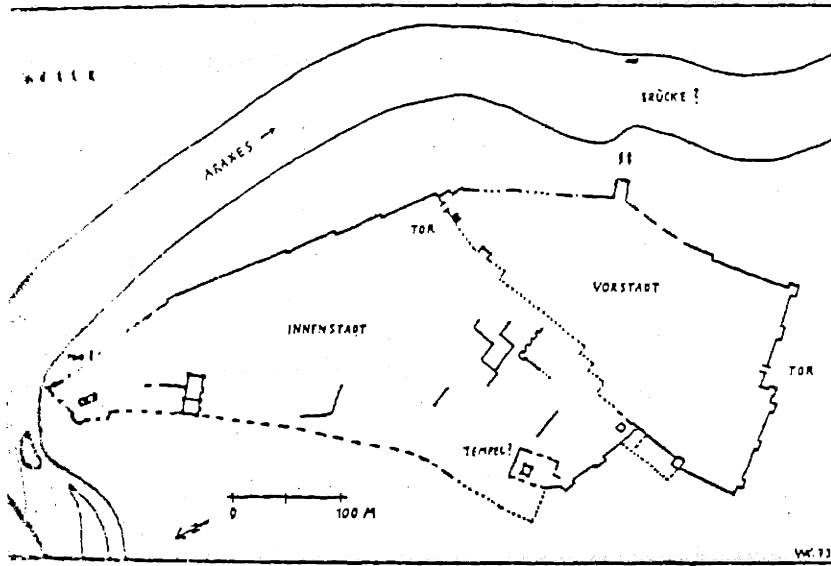 BRÜCKE ?
ARAXES →
TOR
VORSTADT
INNENSTADT
TOR
TEMPEL?
0 100 M